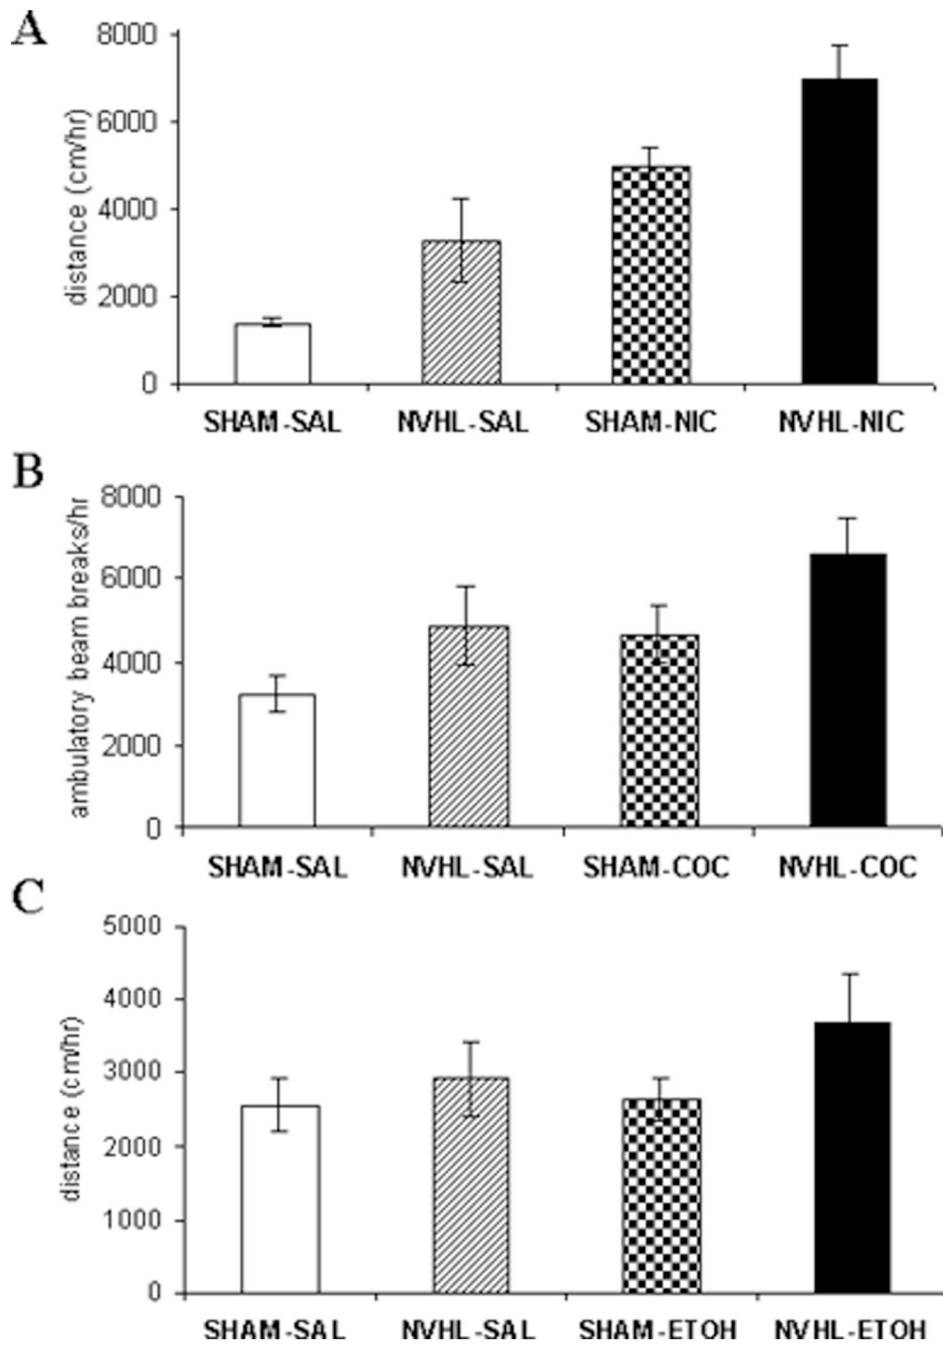 A
distance (cm/hr)
8000
6000
4000
2000
0
SHAM-SAL NVHL-SAL SHAM-NIC NVHL-NIC
B
ambulatory beam breaks/hr
8000
6000
4000
2000
0
SHAM-SAL NVHL-SAL SHAM-COC NVHL-COC
C
distance (cm/hr)
5000
4000
3000
2000
1000
0
SHAM-SAL NVHL-SAL SHAM-ETOH NVHL-ETOH